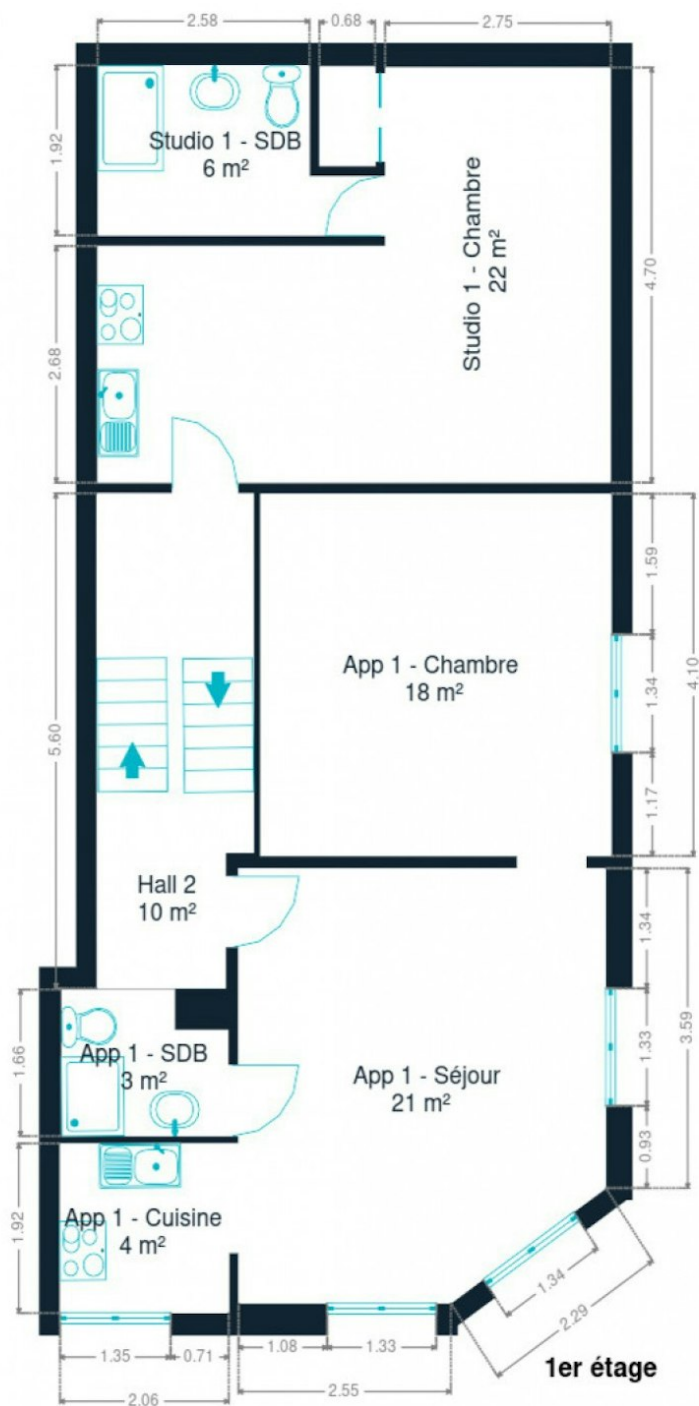 2.58
0.68
2.75
1.92
Studio 1 - SDB
6 m²
Studio 1 - Chambre
22 m²
4.70
2.68
5.60
1.59
App 1 - Chambre
18 m²
1.34
4.10
1.17
Hall 2
10 m²
1.34
3.59
1.66
App 1 - SDB
3 m²
App 1 - Séjour
21 m²
1.33
0.93
1.92
App 1 - Cuisine
4 m²
1.34
2.29
1.35
0.71
1.08
1.33
2.06
2.55
1er étage